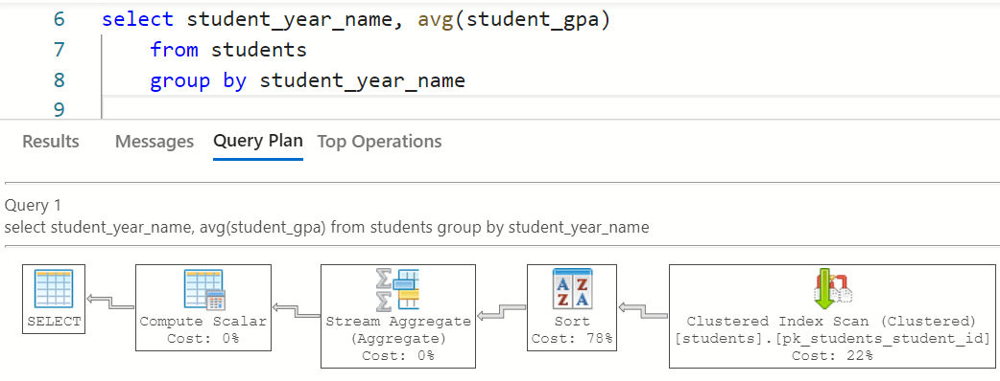 6 select student_year_name, avg(student_gpa)
7 from students
8 group by student_year_name
9
Results Messages Query Plan Top Operations
Query 1
select student_year_name, avg(student_gpa) from students group by student_year_name
SELECT
Compute Scalar
Cost: 0%
Stream Aggregate
(Aggregate)
Cost: 0%
Sort
Cost: 78%
Clustered Index Scan (Clustered)
[students].[pk_students_student_id]
Cost: 22%